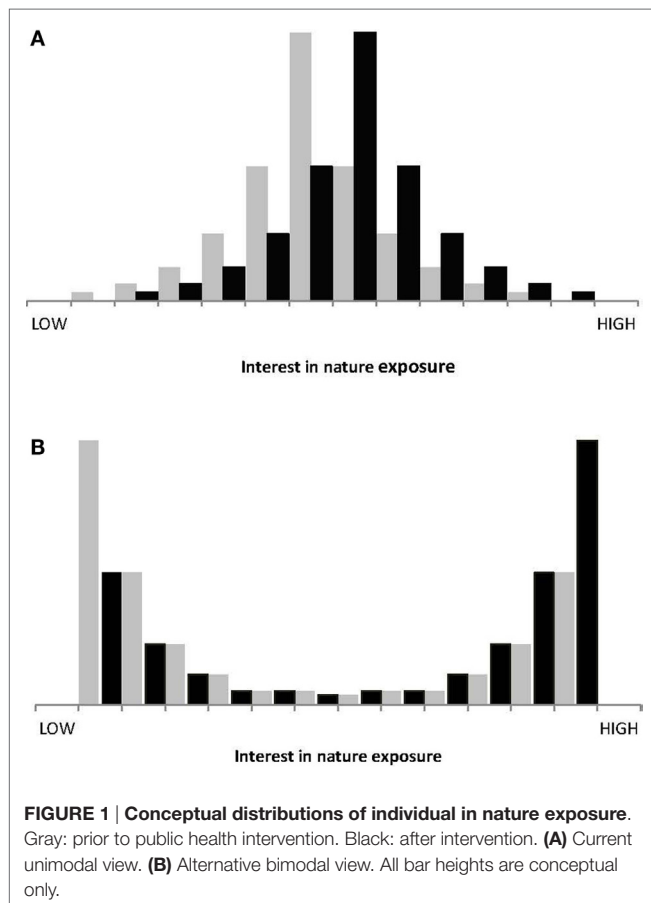 A
LOW HIGH
Interest in nature exposure
B
LOW HIGH
Interest in nature exposure
FIGURE 1 | Conceptual distributions of individual in nature exposure.
Gray: prior to public health intervention. Black: after intervention. (A) Current
unimodal view. (B) Alternative bimodal view. All bar heights are conceptual
only.